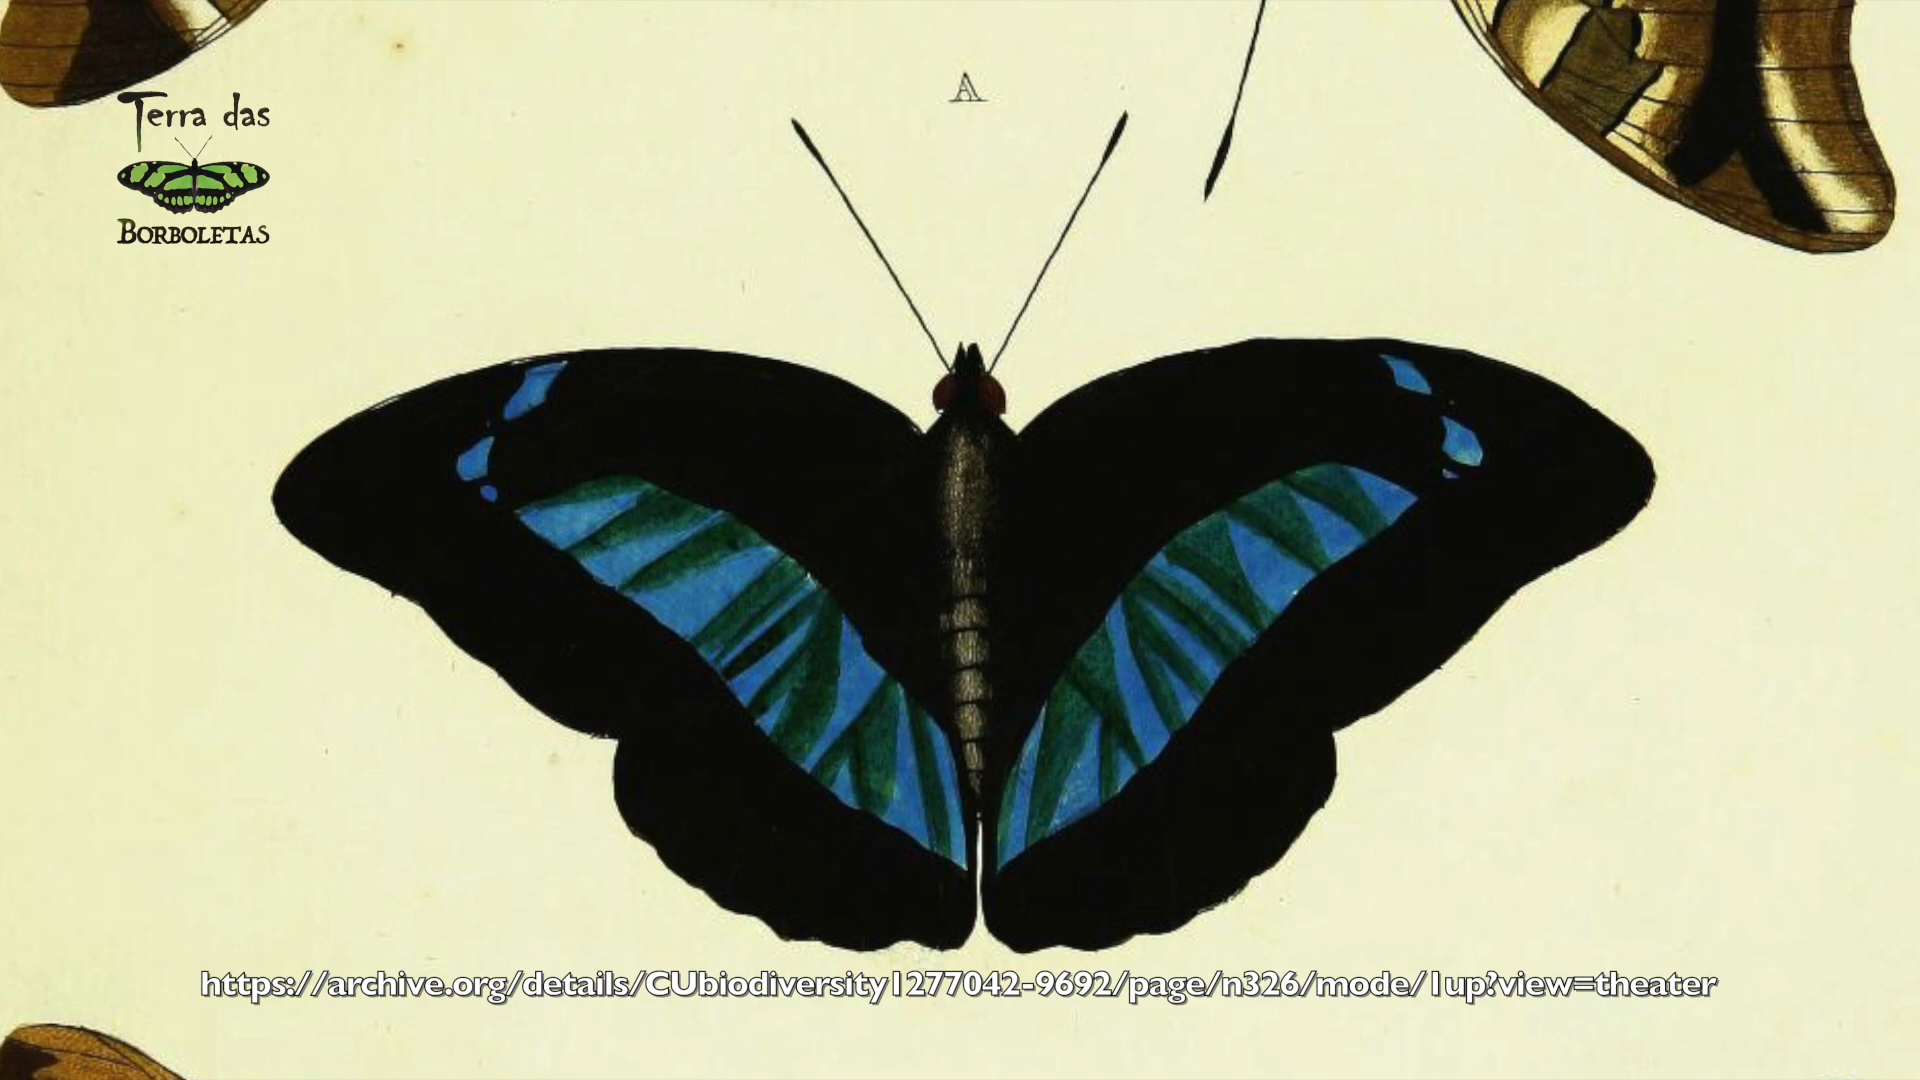 A
Terra das
BORBOLETAS
https://archive.org/details/CUbiodiversity1277042-9692/page/n326/mode/1up?view=theater